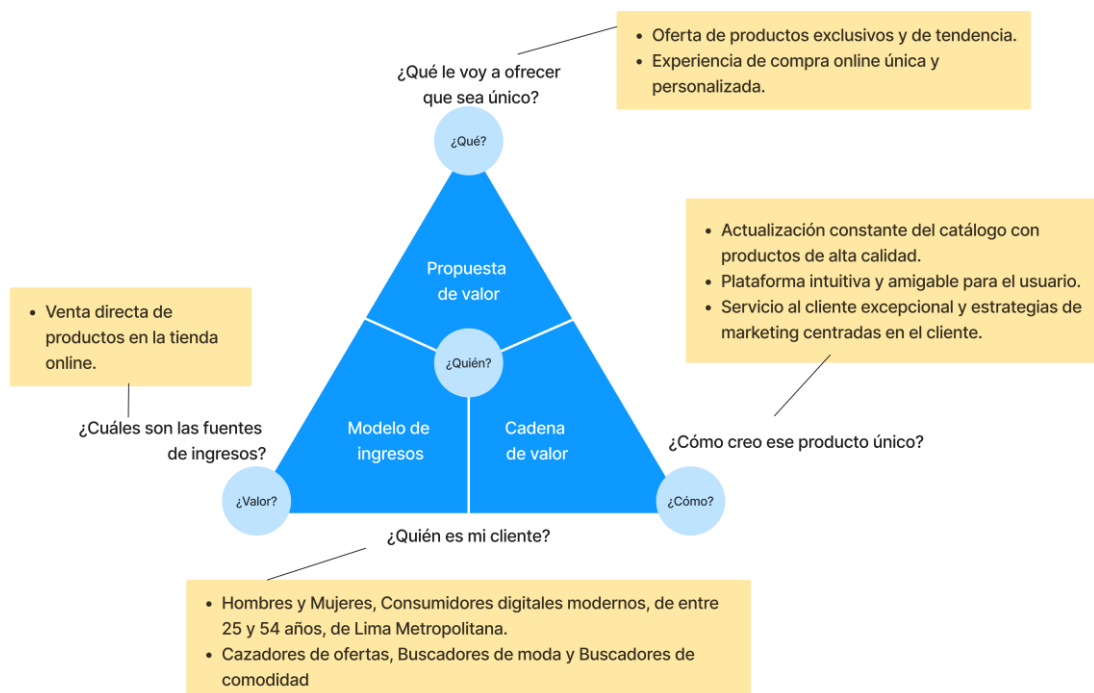 • Oferta de productos exclusivos y de tendencia.
• Experiencia de compra online única y
personalizada.
¿Qué le voy a ofrecer
que sea único?
¿Qué?
• Actualización constante del catálogo con
productos de alta calidad.
• Plataforma intuitiva y amigable para el usuario.
• Servicio al cliente excepcional y estrategias de
marketing centradas en el cliente.
Propuesta
de valor
• Venta directa de
productos en la tienda
online.
¿Quién?
¿Cuáles son las fuentes
de ingresos?
Modelo de
ingresos
Cadena
de valor
¿Cómo creo ese producto único?
¿Valor?
¿Cómo?
¿Quién es mi cliente?
• Hombres y Mujeres, Consumidores digitales modernos, de entre
25 y 54 años, de Lima Metropolitana.
• Cazadores de ofertas, Buscadores de moda y Buscadores de
comodidad